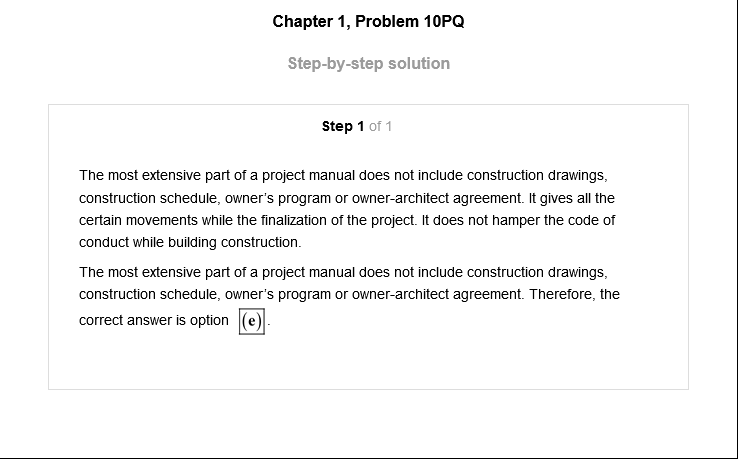 Chapter 1, Problem 10PQ
Step-by-step solution
Step 1 of 1
The most extensive part of a project manual does not include construction drawings,
construction schedule, owner's program or owner-architect agreement. It gives all the
certain movements while the finalization of the project. It does not hamper the code of
conduct while building construction.
The most extensive part of a project manual does not include construction drawings,
construction schedule, owner's program or owner-architect agreement. Therefore, the
correct answer is option (e).